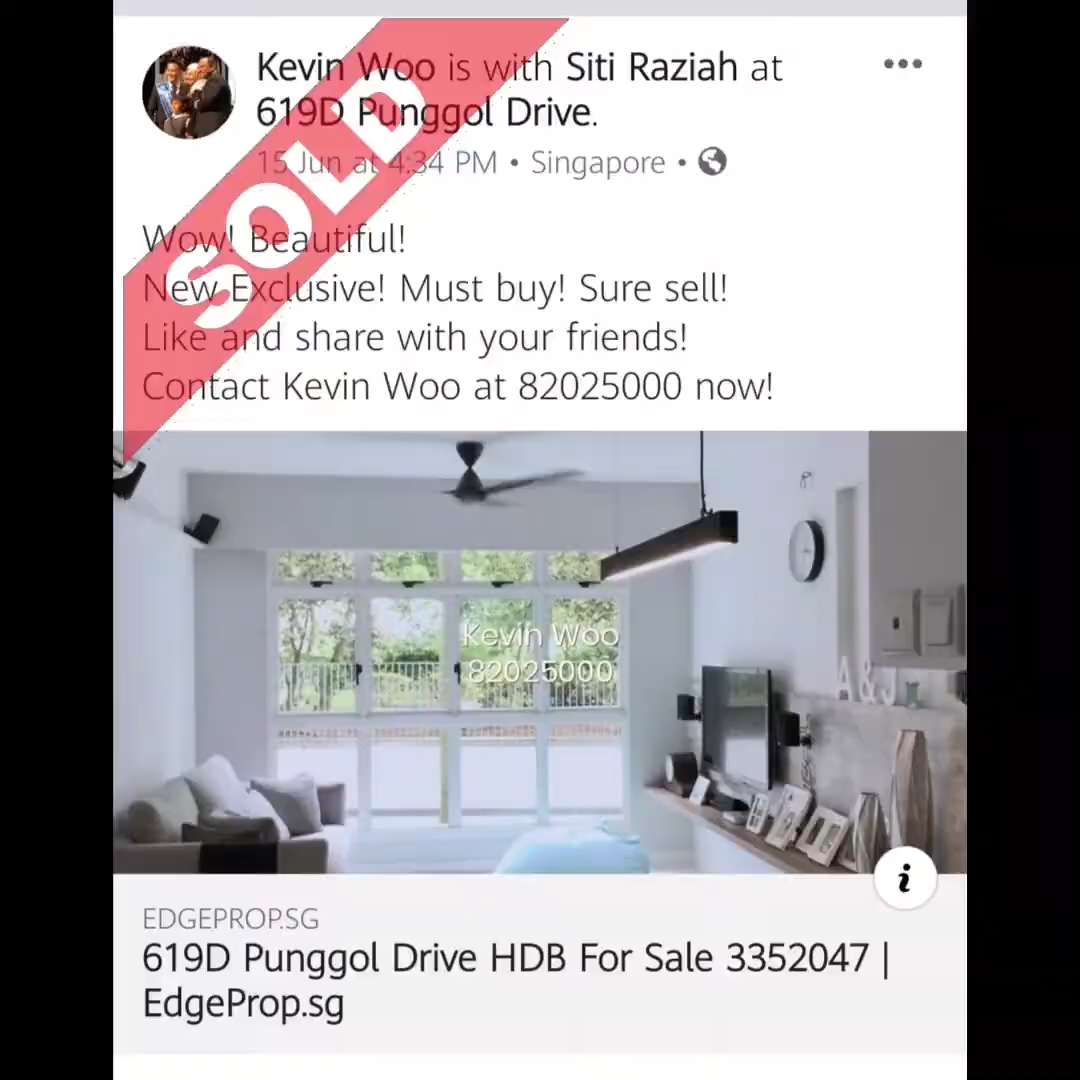 Kevin Woo is with Siti Raziah at
619D Punggol Drive.
15 Jun at 4:34 PM • Singapore •
SOLD
Wow! Beautiful!
New Exclusive! Must buy! Sure sell!
Like and share with your friends!
Contact Kevin Woo at 82025000 now!
Kevin Woo
82025000
A&J
i
EDGEPROP.SG
619D Punggol Drive HDB For Sale 3352047 |
EdgeProp.sg